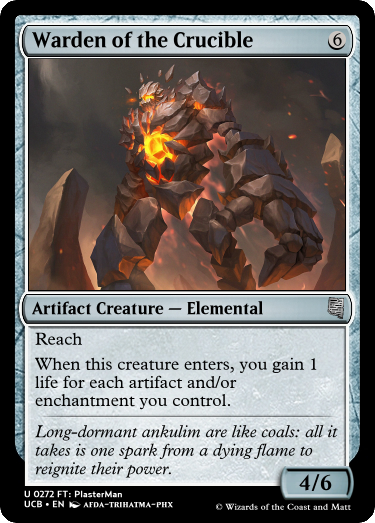 Warden of the Crucible 6
Artifact Creature — Elemental
Reach
When this creature enters, you gain 1
life for each artifact and/or
enchantment you control.
Long-dormant ankulim are like coals: all it
takes is one spark from a dying flame to
reignite their power.
4/6
U 0272 FT: PlasterMan
UCB • EN AFDA-TRIHATMA-PHX
© Wizards of the Coast and Matt